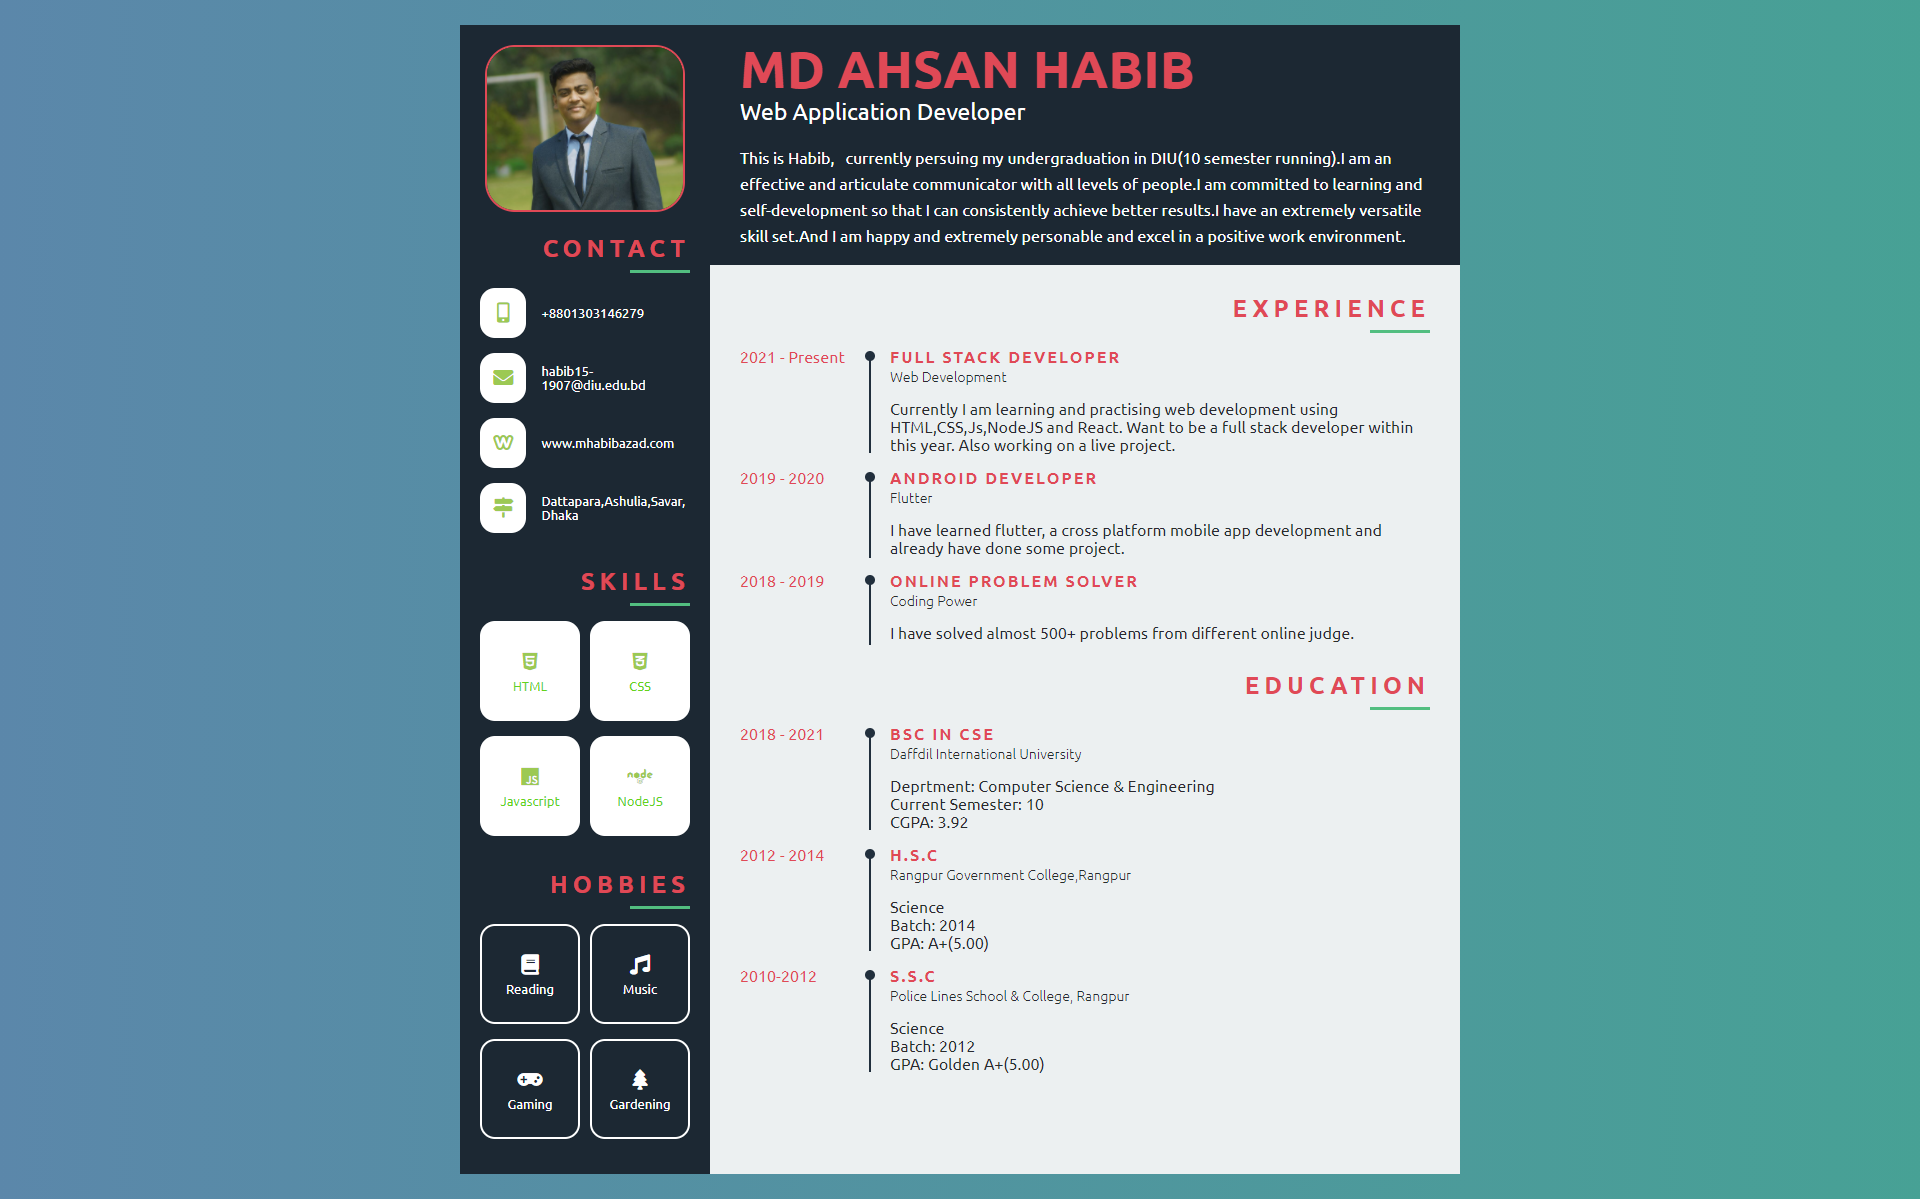 MD AHSAN HABIB
Web Application Developer
This is Habib, currently persuing my undergraduation in DIU(10 semester running).I am an
effective and articulate communicator with all levels of people.I am committed to learning and
self-development so that I can consistently achieve better results.I have an extremely versatile
skill set.And I am happy and extremely personable and excel in a positive work environment.
CONTACT
+8801303146279
habib15-
1907@diu.edu.bd
www.mhabibazad.com
Dattapara,Ashulia,Savar,
Dhaka
SKILLS
HTML
CSS
JS
Javascript
node
NodeJS
HOBBIES
Reading
Music
Gaming
Gardening
EXPERIENCE
2021 - Present
FULL STACK DEVELOPER
Web Development
Currently I am learning and practising web development using
HTML,CSS,Js,NodeJS and React. Want to be a full stack developer within
this year. Also working on a live project.
2019 - 2020
ANDROID DEVELOPER
Flutter
I have learned flutter, a cross platform mobile app development and
already have done some project.
2018 - 2019
ONLINE PROBLEM SOLVER
Coding Power
I have solved almost 500+ problems from different online judge.
EDUCATION
2018 - 2021
BSC IN CSE
Daffdil International University
Deprtment: Computer Science & Engineering
Current Semester: 10
CGPA: 3.92
2012 - 2014
H.S.C
Rangpur Government College,Rangpur
Science
Batch: 2014
GPA: A+(5.00)
2010-2012
S.S.C
Police Lines School & College, Rangpur
Science
Batch: 2012
GPA: Golden A+(5.00)